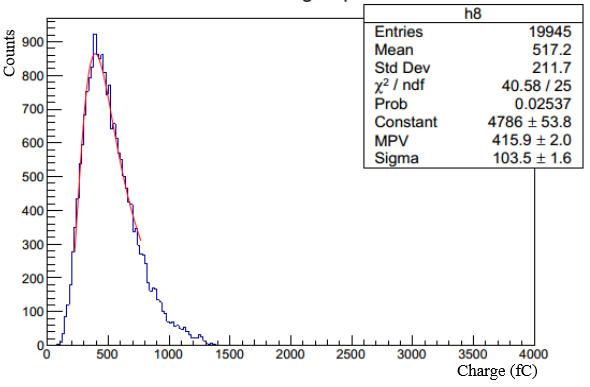 h8
Entries 19945
Mean 517.2
Std Dev 211.7
χ² / ndf 40.58 / 25
Prob 0.02537
Constant 4786 ± 53.8
MPV 415.9 ± 2.0
Sigma 103.5 ± 1.6
Counts
900
800
700
600
500
400
300
200
100
0
0 500 1000 1500 2000 2500 3000 3500 4000
Charge (fC)